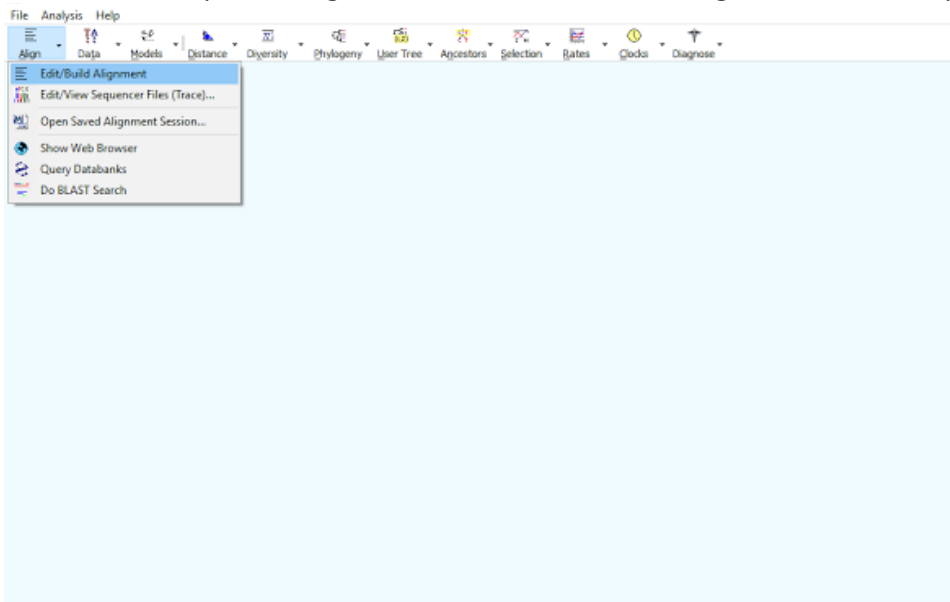 File Analysis Help
Align Data Models Distance Diversity Phylogeny User Tree Ancestors Selection Rates Clocks Diagnose
Edit/Build Alignment
Edit/View Sequencer Files (Trace)...
Open Saved Alignment Session...
Show Web Browser
Query Databanks
Do BLAST Search